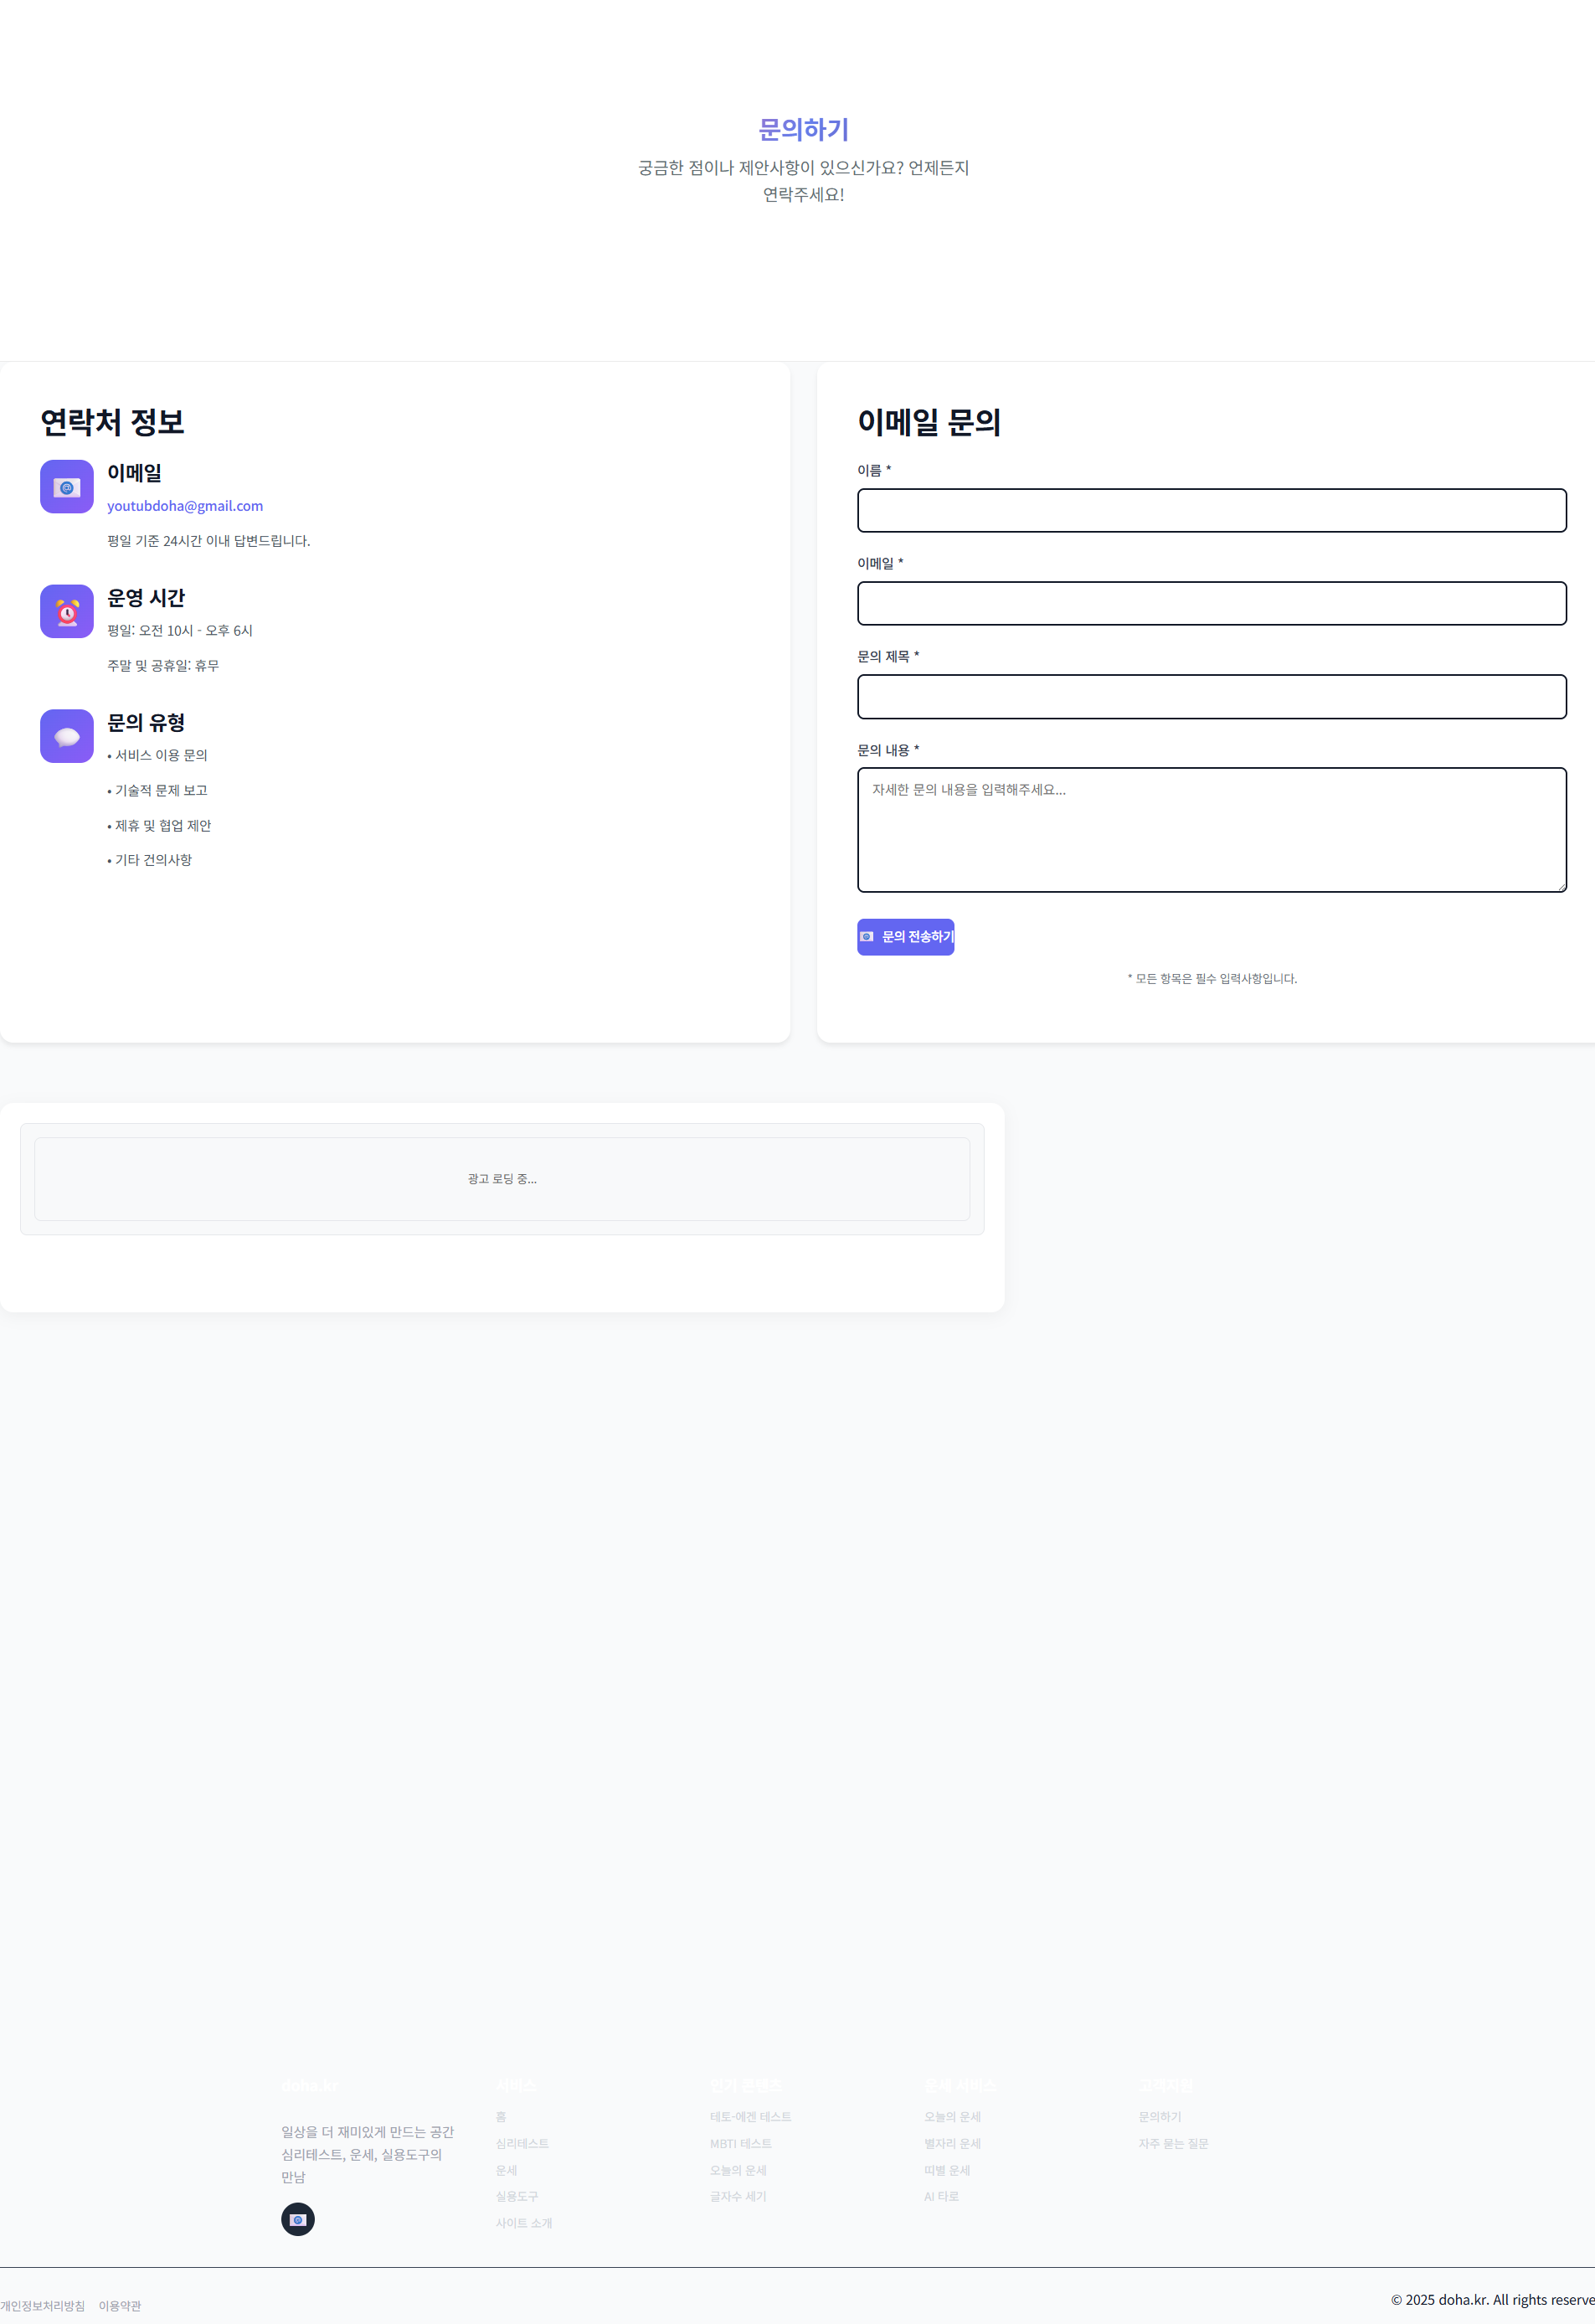 문의하기
궁금한 점이나 제안사항이 있으신가요? 언제든지
연락주세요!
연락처 정보
이메일
youtubdoha@gmail.com
평일 기준 24시간 이내 답변드립니다.
운영 시간
평일: 오전 10시 - 오후 6시
주말 및 공휴일: 휴무
문의 유형
• 서비스 이용 문의
• 기술적 문제 보고
• 제휴 및 협업 제안
• 기타 건의사항
이메일 문의
이름 *
이메일 *
문의 제목 *
문의 내용 *
자세한 문의 내용을 입력해주세요...
문의 전송하기
* 모든 항목은 필수 입력사항입니다.
광고 로딩 중...
doha.kr
일상을 더 재미있게 만드는 공간
심리테스트, 운세, 실용도구의
만남
서비스
홈
심리테스트
운세
실용도구
사이트 소개
인기 콘텐츠
테토-에겐 테스트
MBTI 테스트
오늘의 운세
글자수 세기
운세 서비스
오늘의 운세
별자리 운세
띠별 운세
AI 타로
고객지원
문의하기
자주 묻는 질문
개인정보처리방침 이용약관
© 2025 doha.kr. All rights reserve